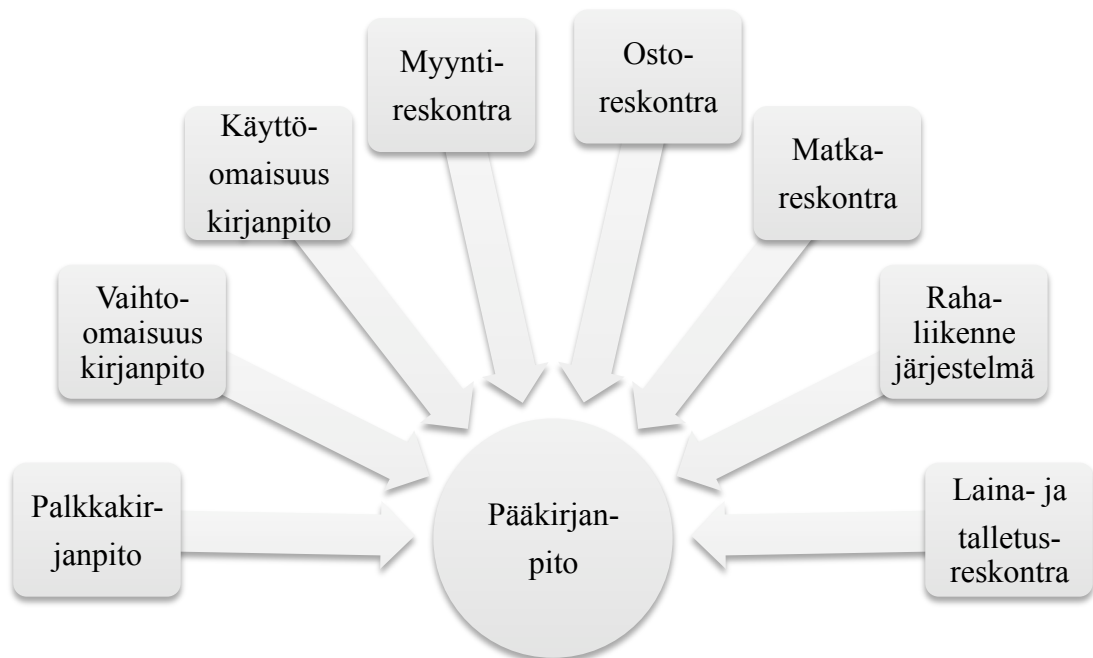 Myynti-
reskontra
Osto-
reskontra
Käyttö-
omaisuus
kirjanpito
Matka-
reskontra
Vaihto-
omaisuus
kirjanpito
Raha-
liikenne
järjestelmä
Palkkakir-
janpito
Pääkirjan-
pito
Laina- ja
talletus-
reskontra